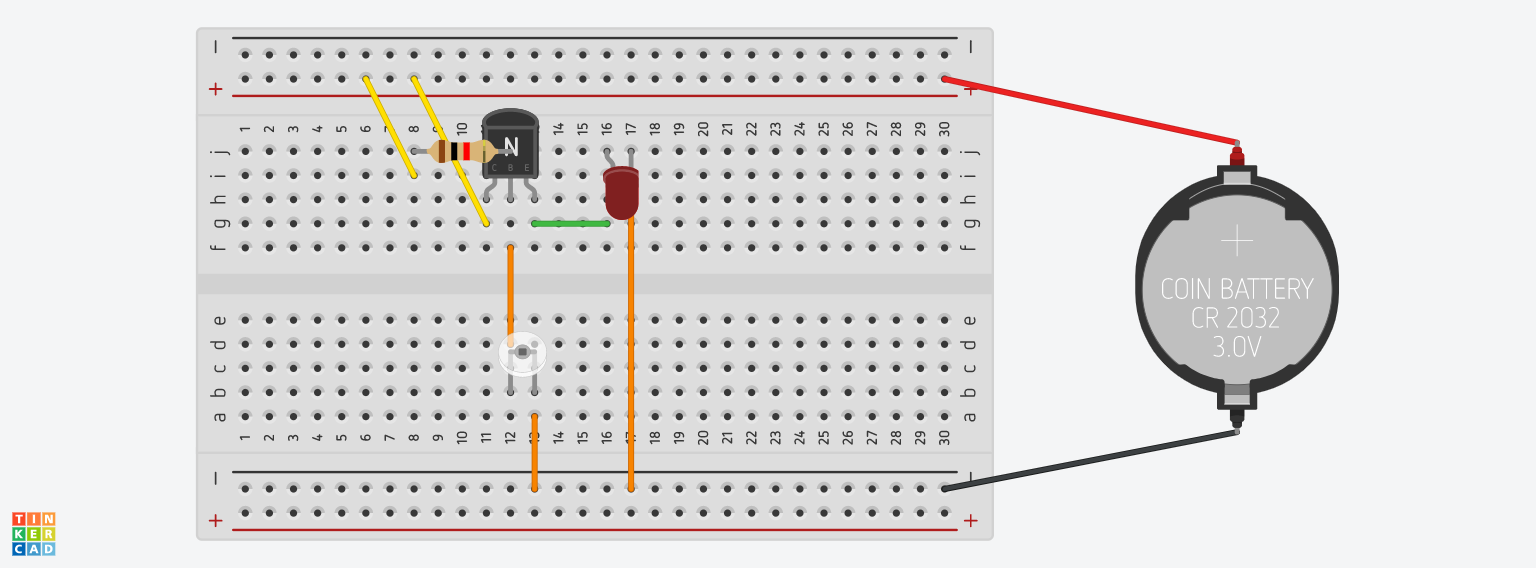 – –
+ +
1 2 3 4 5 6 7 8 9 10 14 15 16 17 18 19 20 21 22 23 24 25 26 27 28 29 30
j j
N
i i
C B E
h h
g g
f f
COIN BATTERY
CR 2032
3.0V
e e
d d
c c
b b
a a
1 2 3 4 5 6 7 8 9 10 11 12 13 14 15 16 17 18 19 20 21 22 23 24 25 26 27 28 29 30
– –
+ +
TIN
KER
CAD